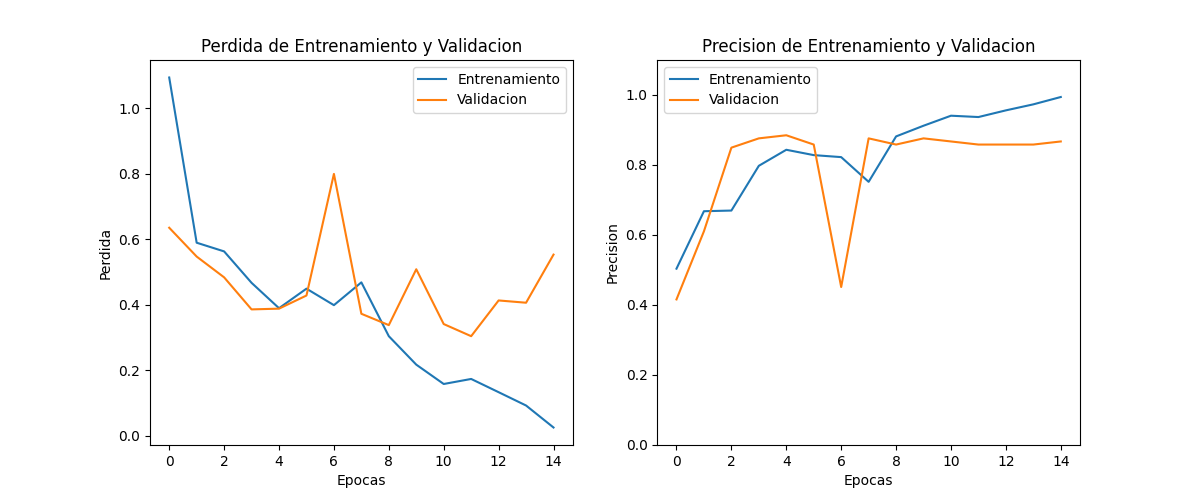 Perdida de Entrenamiento y Validacion
Entrenamiento
Validacion
1.0
0.8
0.6
0.4
0.2
0.0
Perdida
0 2 4 6 8 10 12 14
Epocas
Precision de Entrenamiento y Validacion
Entrenamiento
Validacion
1.0
0.8
0.6
0.4
0.2
0.0
Precision
0 2 4 6 8 10 12 14
Epocas